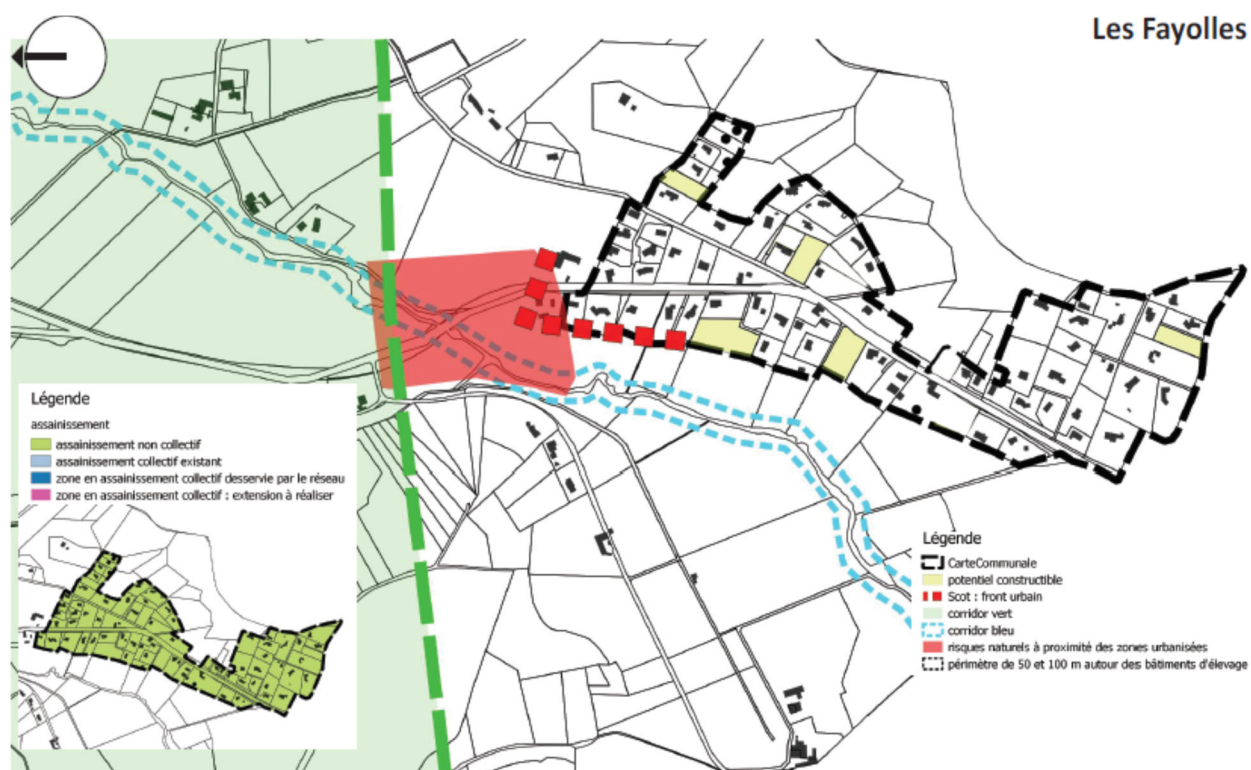 Les Fayolles
Légende
assainissement
assainissement non collectif
assainissement collectif existant
zone en assainissement collectif desservie par le réseau
zone en assainissement collectif : extension à réaliser
Légende
CarteCommunale
potentiel constructible
Scot : front urbain
corridor vert
corridor bleu
risques naturels à proximité des zones urbanisées
périmètre de 50 et 100 m autour des bâtiments d'élevage